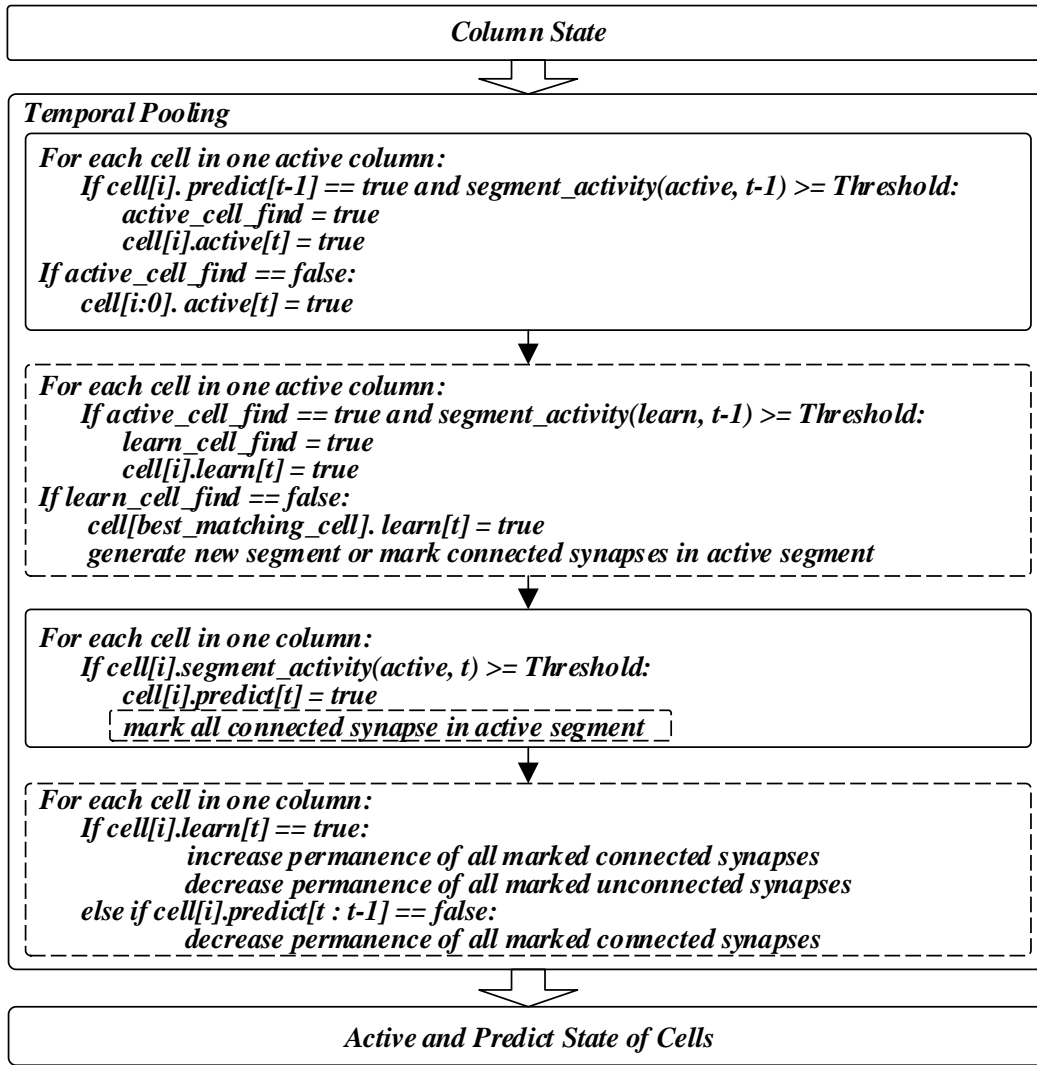 Column State
Temporal Pooling
For each cell in one active column:
If cell[i]. predict[t-1] == true and segment_activity(active, t-1) >= Threshold:
active_cell_find = true
cell[i].active[t] = true
If active_cell_find == false:
cell[i:0]. active[t] = true
For each cell in one active column:
If active_cell_find == true and segment_activity(learn, t-1) >= Threshold:
learn_cell_find = true
cell[i].learn[t] = true
If learn_cell_find == false:
cell[best_matching_cell]. learn[t] = true
generate new segment or mark connected synapses in active segment
For each cell in one column:
If cell[i].segment_activity(active, t) >= Threshold:
cell[i].predict[t] = true
mark all connected synapse in active segment
For each cell in one column:
If cell[i].learn[t] == true:
increase permanence of all marked connected synapses
decrease permanence of all marked unconnected synapses
else if cell[i].predict[t : t-1] == false:
decrease permanence of all marked connected synapses
Active and Predict State of Cells